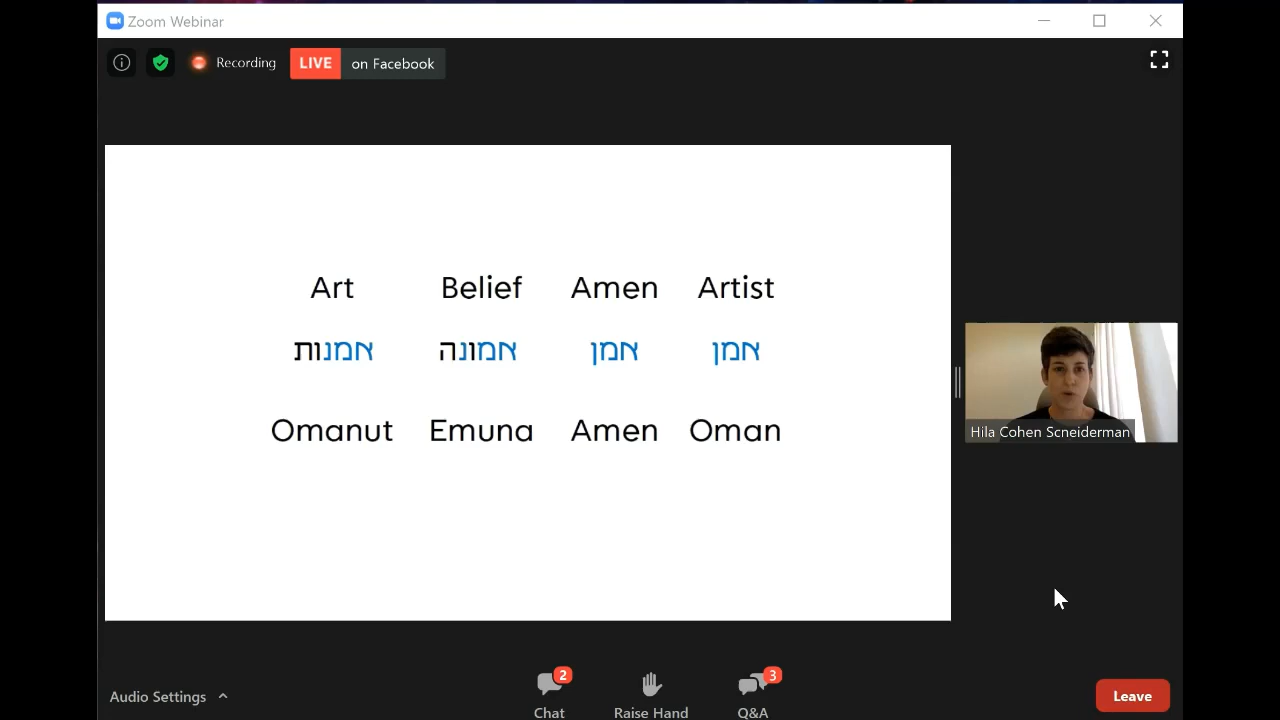 Zoom Webinar
Recording LIVE on Facebook
Art Belief Amen Artist
אמנות אמונה אמן אמן
Omanut Emuna Amen Oman
Hila Cohen Scneiderman
Audio Settings
2
Chat
Raise Hand
3
Q&A
Leave